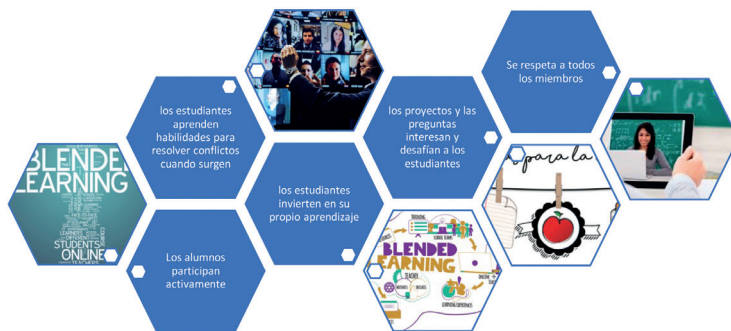 Se respeta a todos
los miembros
los estudiantes
aprenden
habilidades para
resolver conflictos
cuando surgen
los proyectos y las
preguntas
interesan y
desafían a los
estudiantes
para la
BLENDED
LEARNING
STUDENTS
ONLINE
COURSE
los estudiantes
invierten en su
propio aprendizaje
Los alumnos
participan
activamente
BLENDED
LEARNING
TEACHER